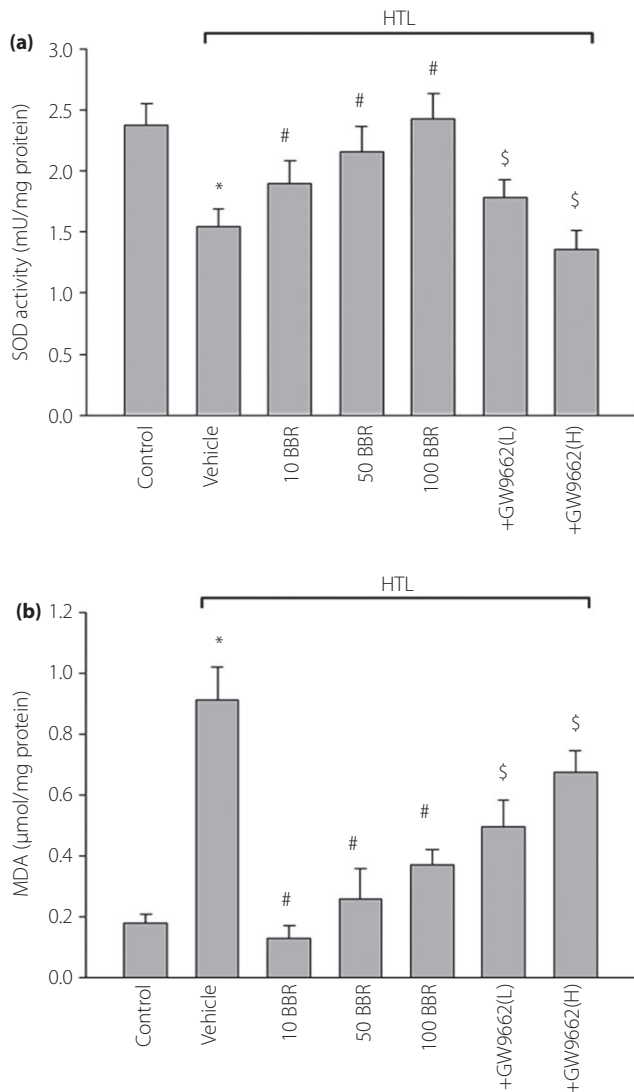 HTL
(a)
SOD activity (mU/mg proitein)
3.0
2.5
2.0
1.5
1.0
0.5
0.0
*
#
#
#
$
$
Control
Vehicle
10 BBR
50 BBR
100 BBR
+GW9662(L)
+GW9662(H)
HTL
(b)
MDA (µmol/mg protein)
1.2
1.0
0.8
0.6
0.4
0.2
0.0
*
#
#
#
$
$
Control
Vehicle
10 BBR
50 BBR
100 BBR
+GW9662(L)
+GW9662(H)